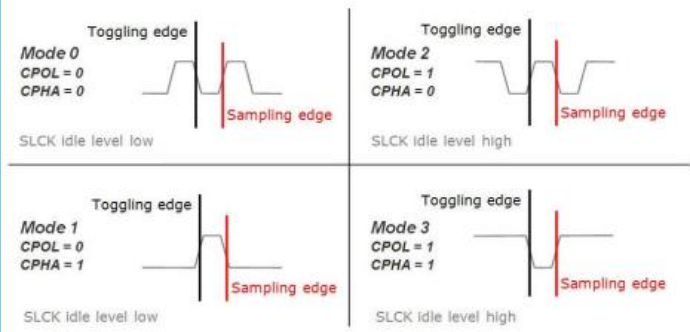 Toggling edge
Mode 0
CPOL = 0
CPHA = 0
Sampling edge
SLCK idle level low
Toggling edge
Mode 2
CPOL = 1
CPHA = 0
Sampling edge
SLCK idle level high
Toggling edge
Mode 1
CPOL = 0
CPHA = 1
Sampling edge
SLCK idle level low
Toggling edge
Mode 3
CPOL = 1
CPHA = 1
Sampling edge
SLCK idle level high